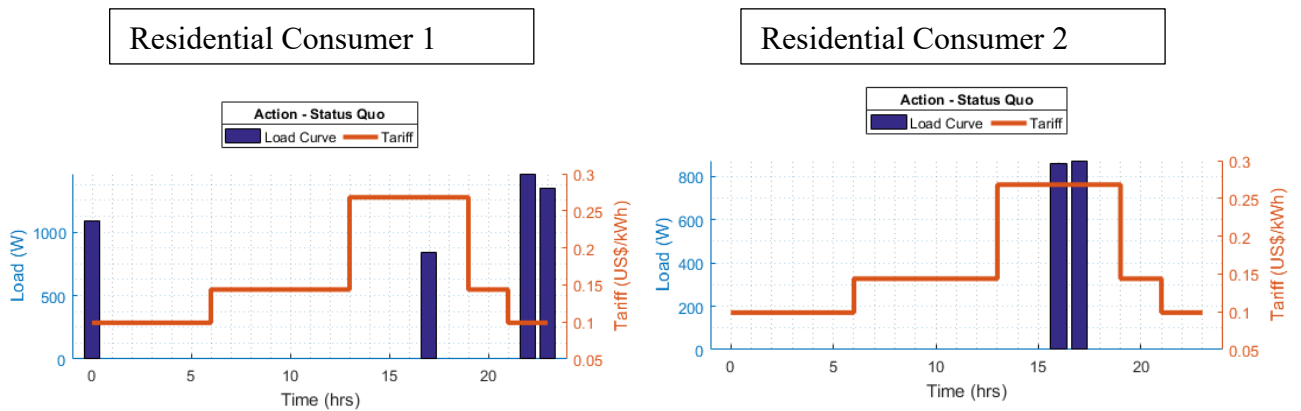 Residential Consumer 1
Action - Status Quo
Load Curve Tariff
Load (W)
1000
500
0
0.3
0.25
0.2
0.15
0.1
0.05
Tariff (US$/kWh)
0 5 10 15 20
Time (hrs)
Residential Consumer 2
Action - Status Quo
Load Curve Tariff
Load (W)
800
600
400
200
0
0.3
0.25
0.2
0.15
0.1
0.05
Tariff (US$/kWh)
0 5 10 15 20
Time (hrs)